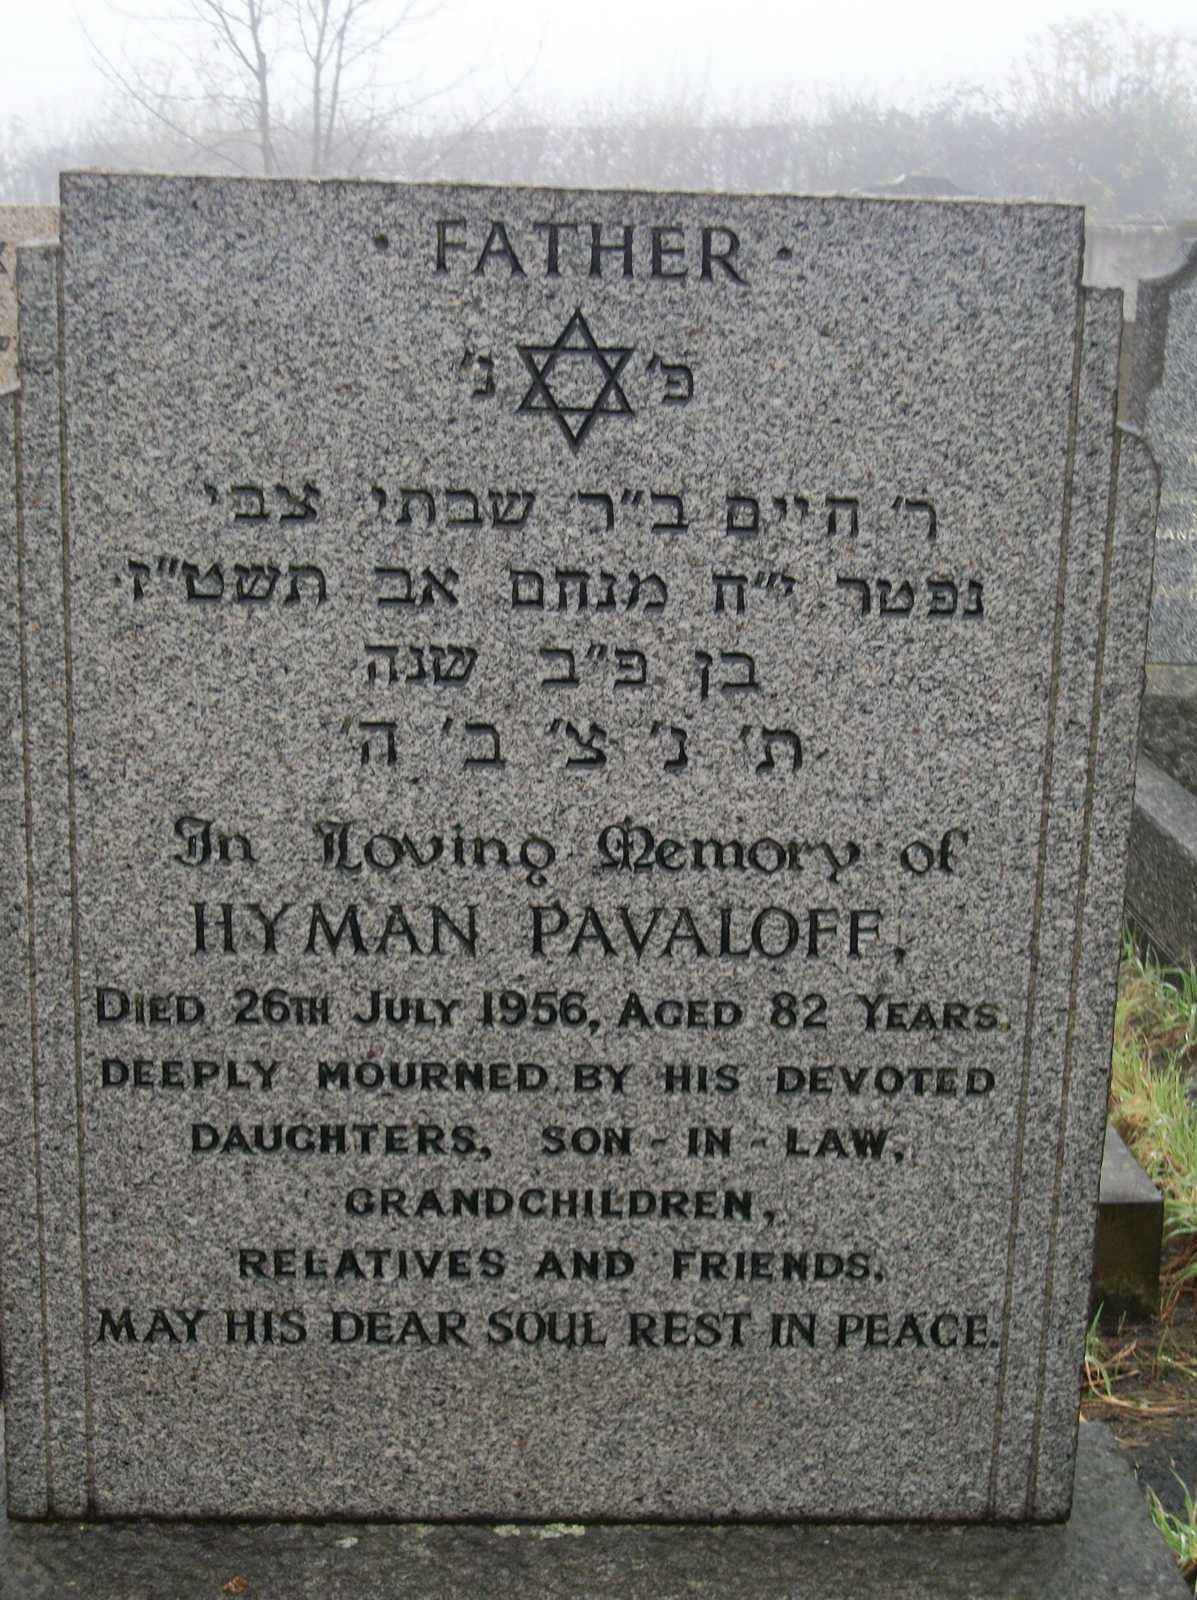 · FATHER ·
פ׳ נ׳
ר׳ חיים ב״ר שבתי צבי
נפטר י״ח מנחם אב תשט״ז.
בן פ״ב שנה
ת׳ נ׳ צ׳ ב׳ ה׳
In Loving Memory of
HYMAN PAVALOFF,
DIED 26TH JULY 1956, AGED 82 YEARS.
DEEPLY MOURNED BY HIS DEVOTED
DAUGHTERS, SON-IN-LAW,
GRANDCHILDREN,
RELATIVES AND FRIENDS.
MAY HIS DEAR SOUL REST IN PEACE.